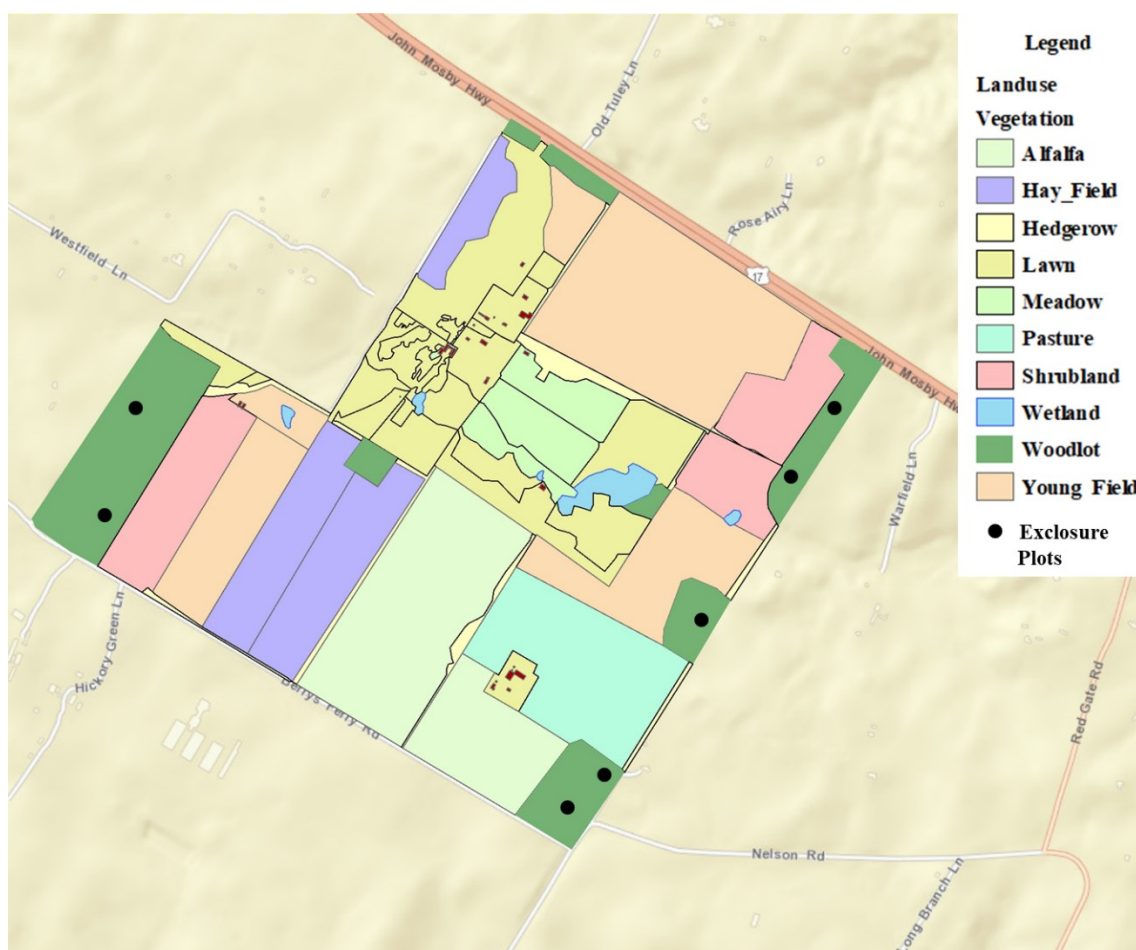 John Mosby Hwy
Old Tuley Ln
Rose Airy Ln
17
Westfield Ln
John Mosby Hwy
Warfield Ln
Hickory Green Ln
Berrys Ferry Rd
Red Gate Rd
Nelson Rd
Long Branch Ln
Legend
Landuse
Vegetation
Alfalfa
Hay_Field
Hedgerow
Lawn
Meadow
Pasture
Shrubland
Wetland
Woodlot
Young_Field
Exclosure
Plots